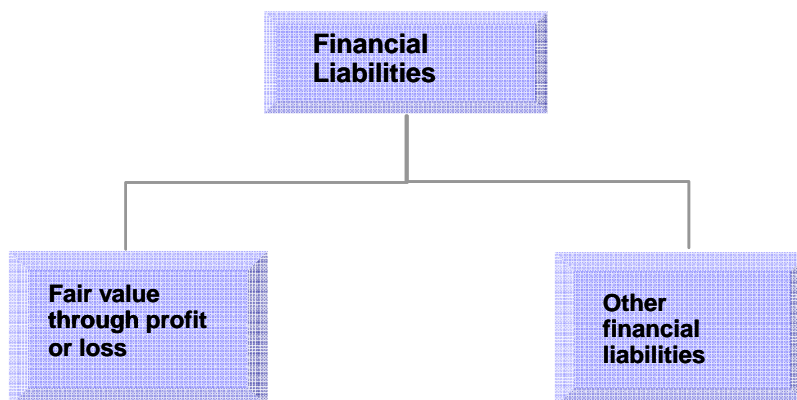 Financial
Liabilities
Fair value
through profit
or loss
Other
financial
liabilities